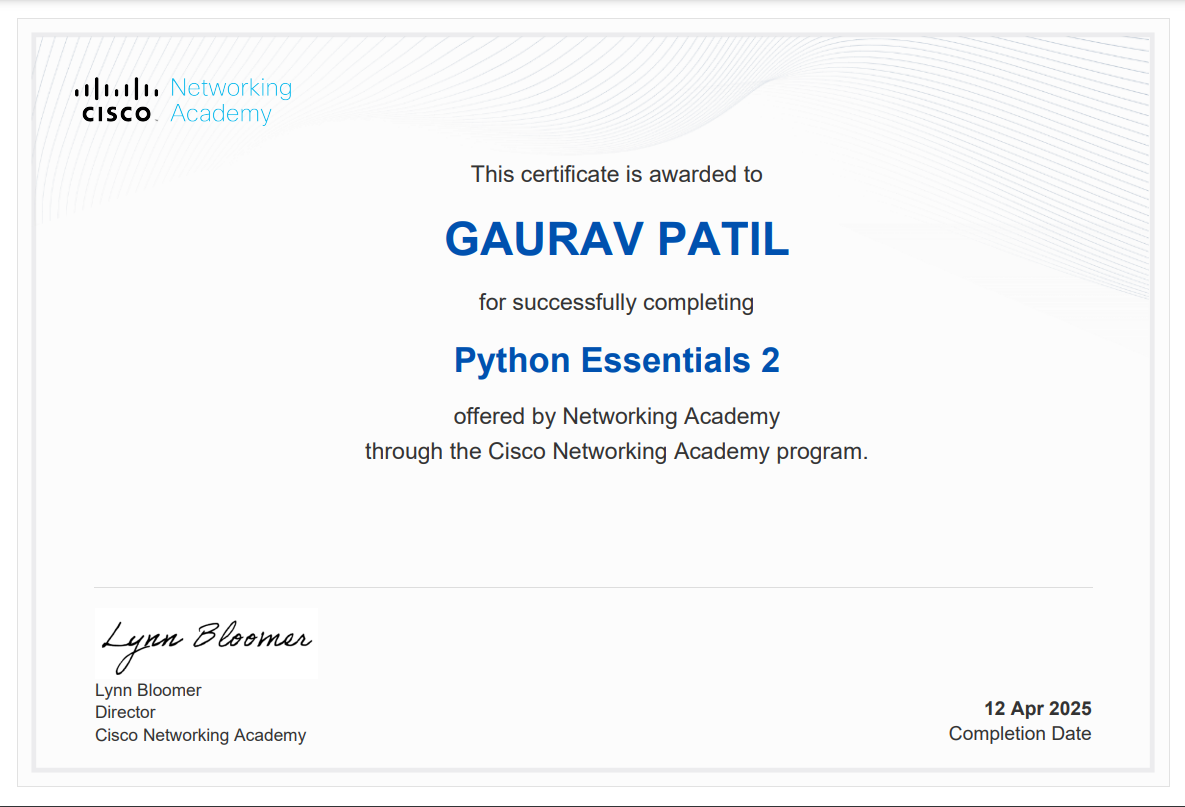 Networking
CISCO Academy
This certificate is awarded to
GAURAV PATIL
for successfully completing
Python Essentials 2
offered by Networking Academy
through the Cisco Networking Academy program.
Lynn Bloomer
Lynn Bloomer
Director
Cisco Networking Academy
12 Apr 2025
Completion Date